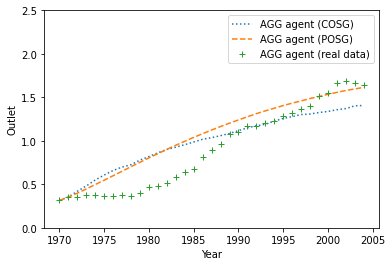 2.5
2.0
1.5
1.0
0.5
0.0
Outlet
AGG agent (COSG)
AGG agent (POSG)
AGG agent (real data)
1970 1975 1980 1985 1990 1995 2000 2005
Year